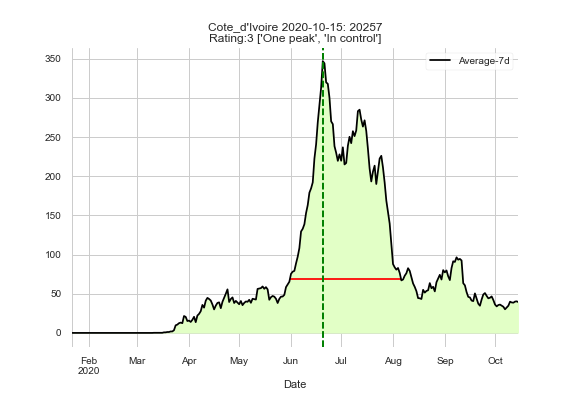 Cote_d'Ivoire 2020-10-15: 20257
Rating:3 ['One peak', 'In control']
Average-7d
350
300
250
200
150
100
50
0
Feb Mar Apr May Jun Jul Aug Sep Oct
2020
Date